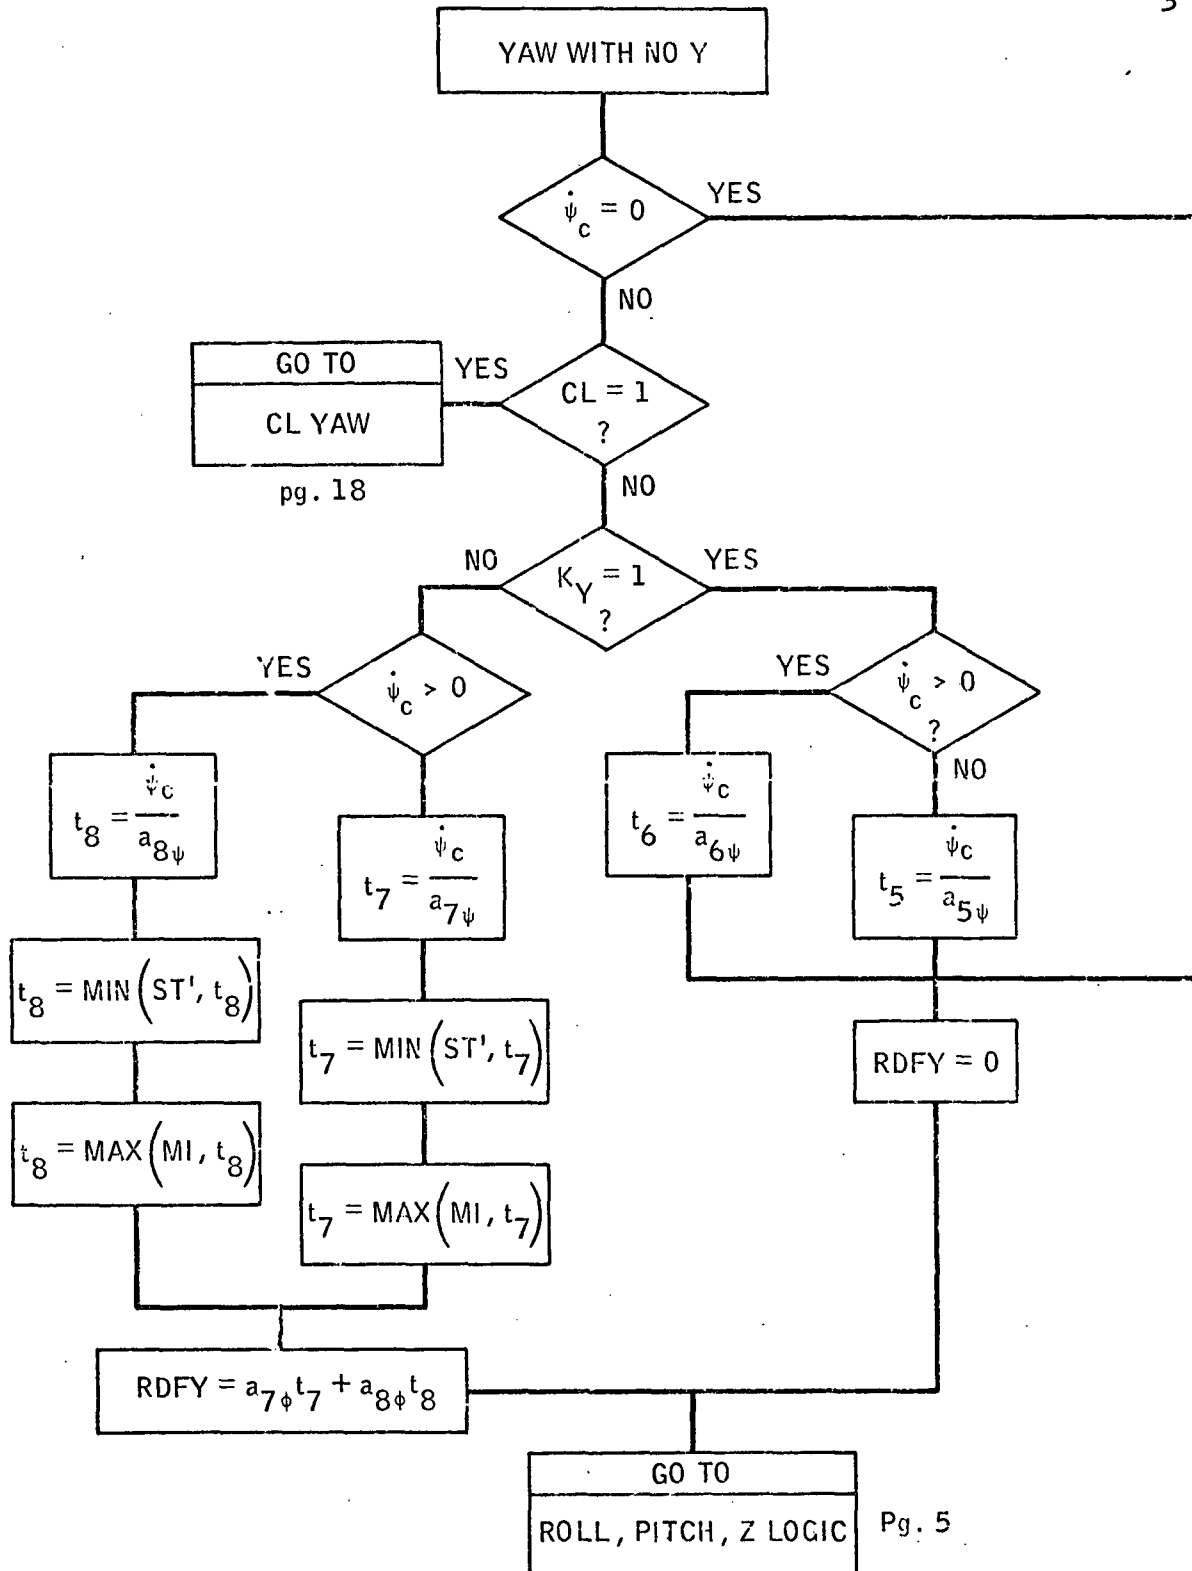 3
YAW WITH NO Y
ψ̇c = 0
YES
NO
GO TO
CL YAW
pg. 18
YES
CL = 1
?
NO
NO
KY = 1
?
YES
YES
ψ̇c > 0
YES
ψ̇c > 0
?
NO
t8 = ψ̇c / a8ψ
t7 = ψ̇c / a7ψ
t6 = ψ̇c / a6ψ
t5 = ψ̇c / a5ψ
t8 = MIN(ST', t8)
t7 = MIN(ST', t7)
RDFY = 0
t8 = MAX(MI, t8)
t7 = MAX(MI, t7)
RDFY = a7φt7 + a8φt8
GO TO
ROLL, PITCH, Z LOGIC
Pg. 5